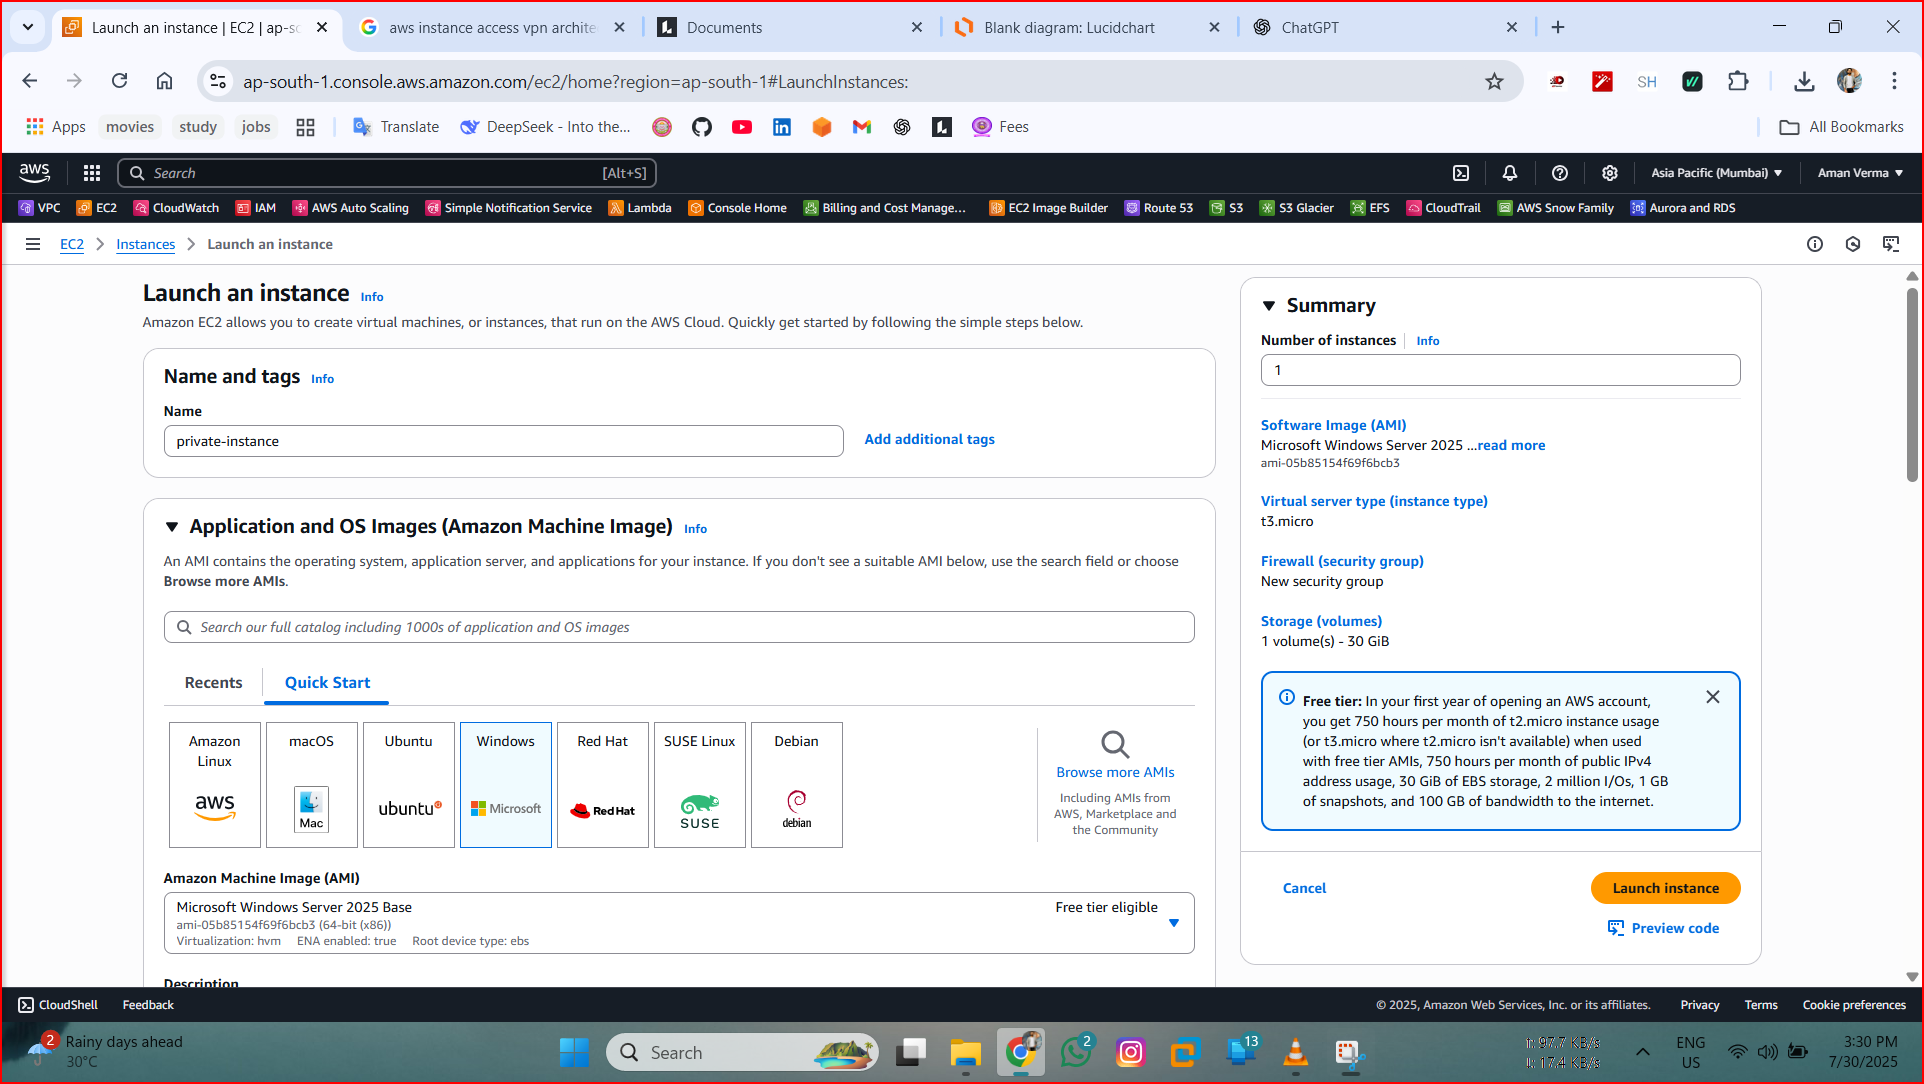 Launch an instance | EC2 | ap-sc
aws instance access vpn archite
Documents
Blank diagram: Lucidchart
ChatGPT
ap-south-1.console.aws.amazon.com/ec2/home?region=ap-south-1#LaunchInstances:
SH
Apps
movies
study
jobs
Translate
DeepSeek - Into the...
Fees
All Bookmarks
aws
Search
[Alt+S]
Asia Pacific (Mumbai)
Aman Verma
VPC
EC2
CloudWatch
IAM
AWS Auto Scaling
Simple Notification Service
Lambda
Console Home
Billing and Cost Manage...
EC2 Image Builder
Route 53
S3
S3 Glacier
EFS
CloudTrail
AWS Snow Family
Aurora and RDS
EC2
Instances
Launch an instance
Launch an instance Info
Amazon EC2 allows you to create virtual machines, or instances, that run on the AWS Cloud. Quickly get started by following the simple steps below.
Name and tags Info
Name
private-instance
Add additional tags
Application and OS Images (Amazon Machine Image) Info
An AMI contains the operating system, application server, and applications for your instance. If you don't see a suitable AMI below, use the search field or choose
Browse more AMIs.
Search our full catalog including 1000s of application and OS images
Recents
Quick Start
Amazon
Linux
aws
macOS
Mac
Ubuntu
ubuntu
Windows
Microsoft
Red Hat
RedHat
SUSE Linux
SUSE
Debian
debian
Browse more AMIs
Including AMIs from
AWS, Marketplace and
the Community
Amazon Machine Image (AMI)
Microsoft Windows Server 2025 Base
Free tier eligible
ami-05b85154f69f6bcb3 (64-bit (x86))
Virtualization: hvm ENA enabled: true Root device type: ebs
Description
Summary
Number of instances Info
1
Software Image (AMI)
Microsoft Windows Server 2025 ...read more
ami-05b85154f69f6bcb3
Virtual server type (instance type)
t3.micro
Firewall (security group)
New security group
Storage (volumes)
1 volume(s) - 30 GiB
Free tier: In your first year of opening an AWS account,
you get 750 hours per month of t2.micro instance usage
(or t3.micro where t2.micro isn't available) when used
with free tier AMIs, 750 hours per month of public IPv4
address usage, 30 GiB of EBS storage, 2 million I/Os, 1 GB
of snapshots, and 100 GB of bandwidth to the internet.
Cancel
Launch instance
Preview code
CloudShell
Feedback
© 2025, Amazon Web Services, Inc. or its affiliates.
Privacy
Terms
Cookie preferences
2
Rainy days ahead
30°C
Search
2
13
97.7 KB/s
17.4 KB/s
ENG
US
3:30 PM
7/30/2025